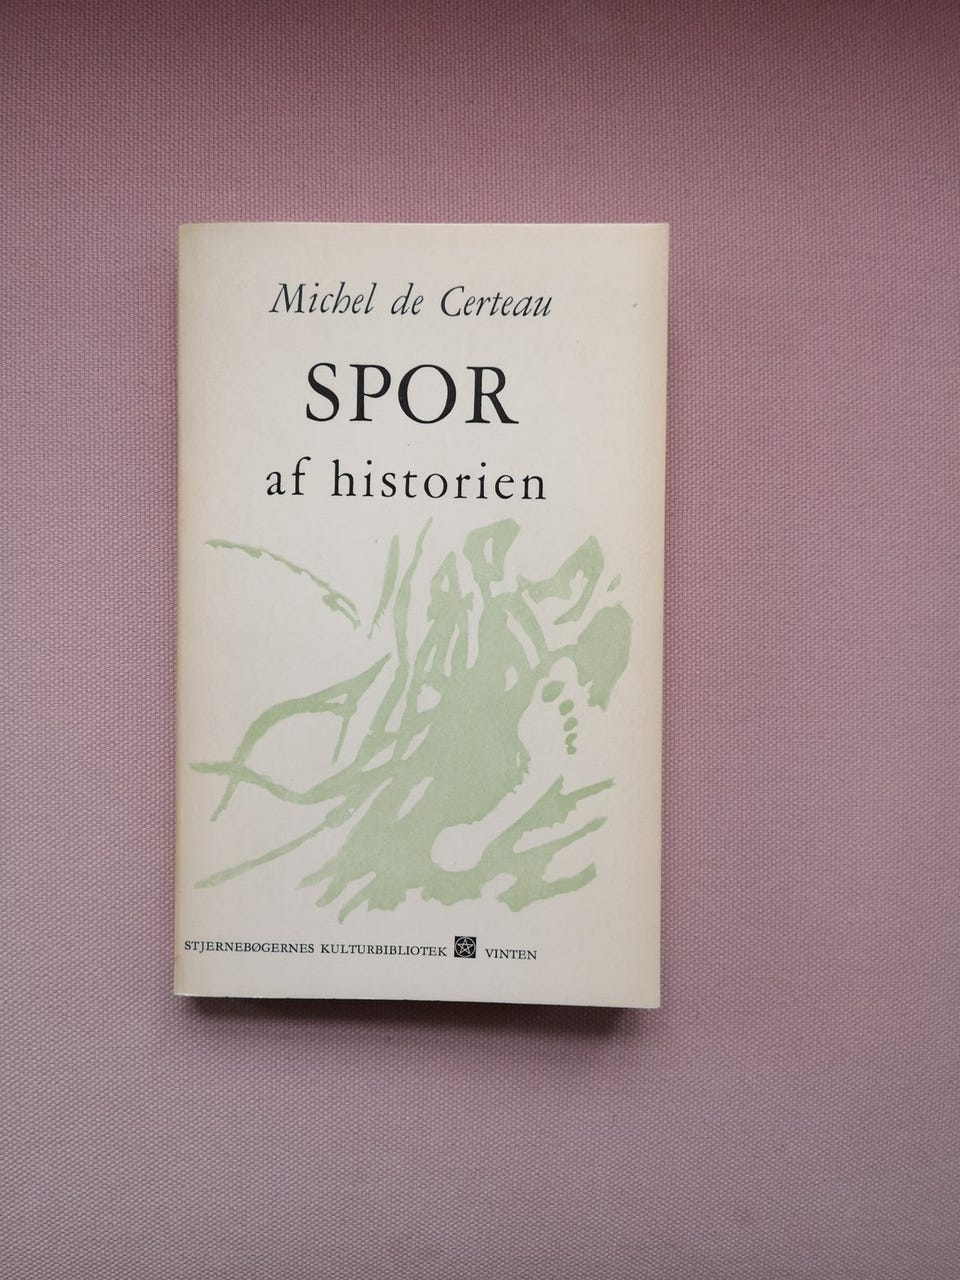 Michel de Certeau
SPOR
af historien
STJERNEBØGERNES KULTURBIBLIOTEK VINTEN